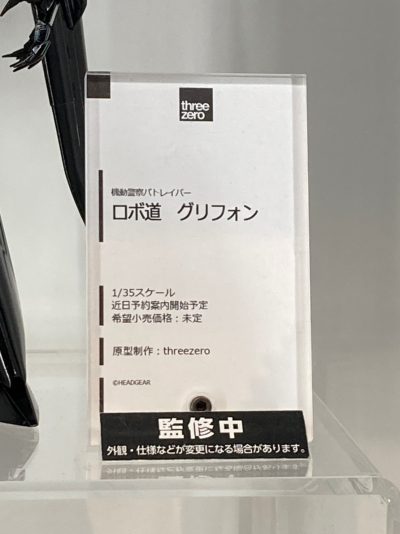 three
zero
機動警察パトレイバー
ロボ道 グリフォン
1/35スケール
近日予約案内開始予定
希望小売価格：未定
原型制作：threezero
©HEADGEAR
監修中
外観・仕様などが変更になる場合があります。